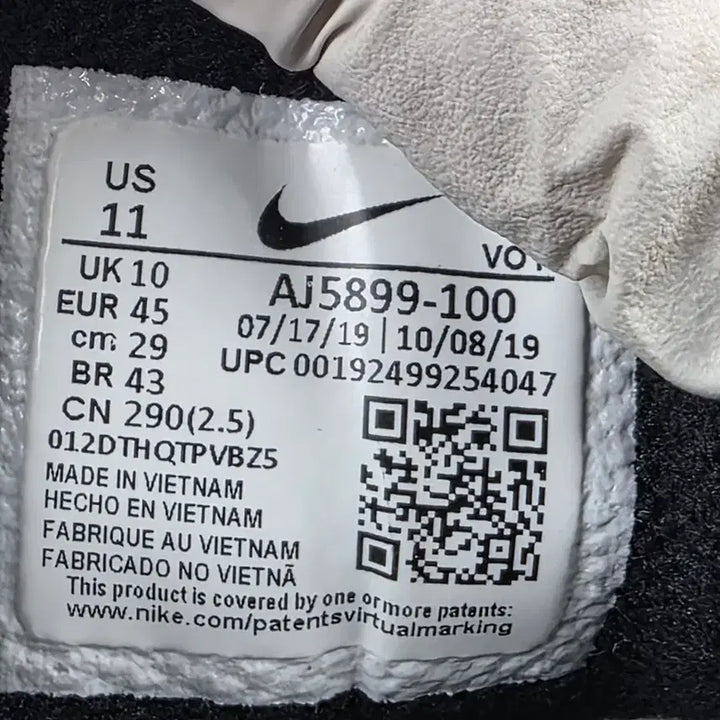 US
11
AJ5899-100
07/17/19 | 10/08/19
UPC 00192499254047
UK 10
EUR 45
cm 29
BR 43
CN 290(2.5)
012DTHQTPVBZ5
MADE IN VIETNAM
HECHO EN VIETNAM
FABRIQUE AU VIETNAM
FABRICADO NO VIETNÃ
This product is covered by one or more patents:
www.nike.com/patentsvirtualmarking